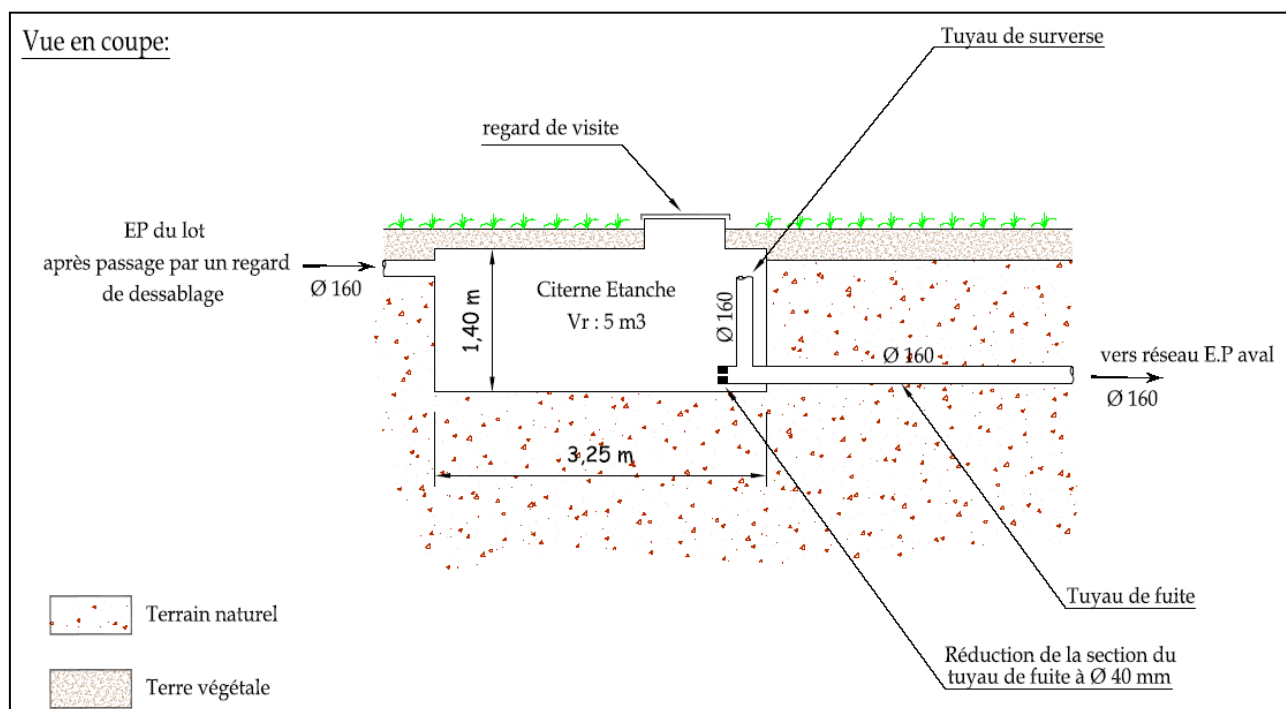 Vue en coupe:
Tuyau de surverse
regard de visite
EP du lot
après passage par un regard
de dessablage
Ø 160
Citerne Etanche
Vr : 5 m3
1,40 m
Ø 160
Ø 160
vers réseau E.P aval
Ø 160
3,25 m
Tuyau de fuite
Réduction de la section du
tuyau de fuite à Ø 40 mm
Terrain naturel
Terre végétale